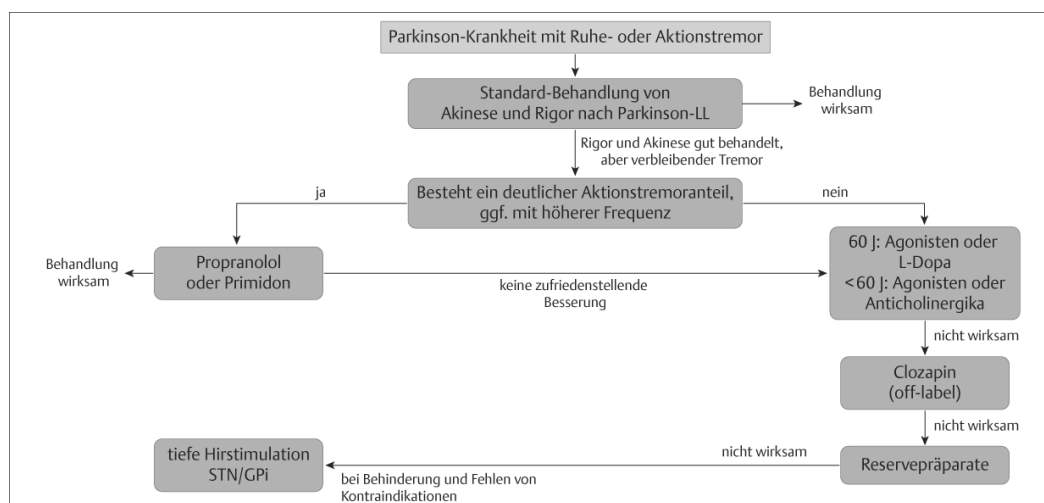 Parkinson-Krankheit mit Ruhe- oder Aktionstremor
Standard-Behandlung von
Akinese und Rigor nach Parkinson-LL
Behandlung
wirksam
Rigor und Akinese gut behandelt,
aber verbleibender Tremor
Besteht ein deutlicher Aktionstremoranteil,
ggf. mit höherer Frequenz
ja
nein
Behandlung
wirksam
Propranolol
oder Primidon
keine zufriedenstellende
Besserung
60 J: Agonisten oder
L-Dopa
<60 J: Agonisten oder
Anticholinergika
nicht wirksam
Clozapin
(off-label)
nicht wirksam
Reservepräparate
nicht wirksam
bei Behinderung und Fehlen von
Kontraindikationen
tiefe Hirstimulation
STN/GPi